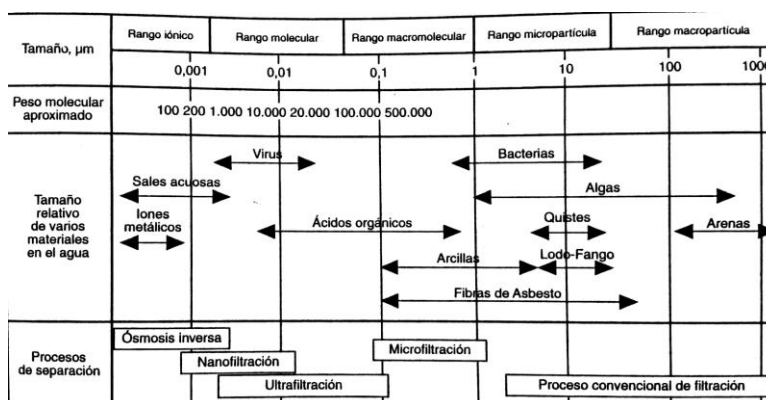 Tamaño, µm
Rango iónico
Rango molecular
Rango macromolecular
Rango micropartícula
Rango macropartícula
0,001
0,01
0,1
1
10
100
1000
Peso molecular
aproximado
100 200 1.000 10.000 20.000 100.000 500.000
Tamaño
relativo
de varios
materiales
en el agua
Virus
Bacterias
Sales acuosas
Algas
Iones
metálicos
Ácidos orgánicos
Quistes
Arenas
Arcillas
Lodo-Fango
Fibras de Asbesto
Procesos
de separación
Ósmosis inversa
Nanofiltración
Microfiltración
Ultrafiltración
Proceso convencional de filtración